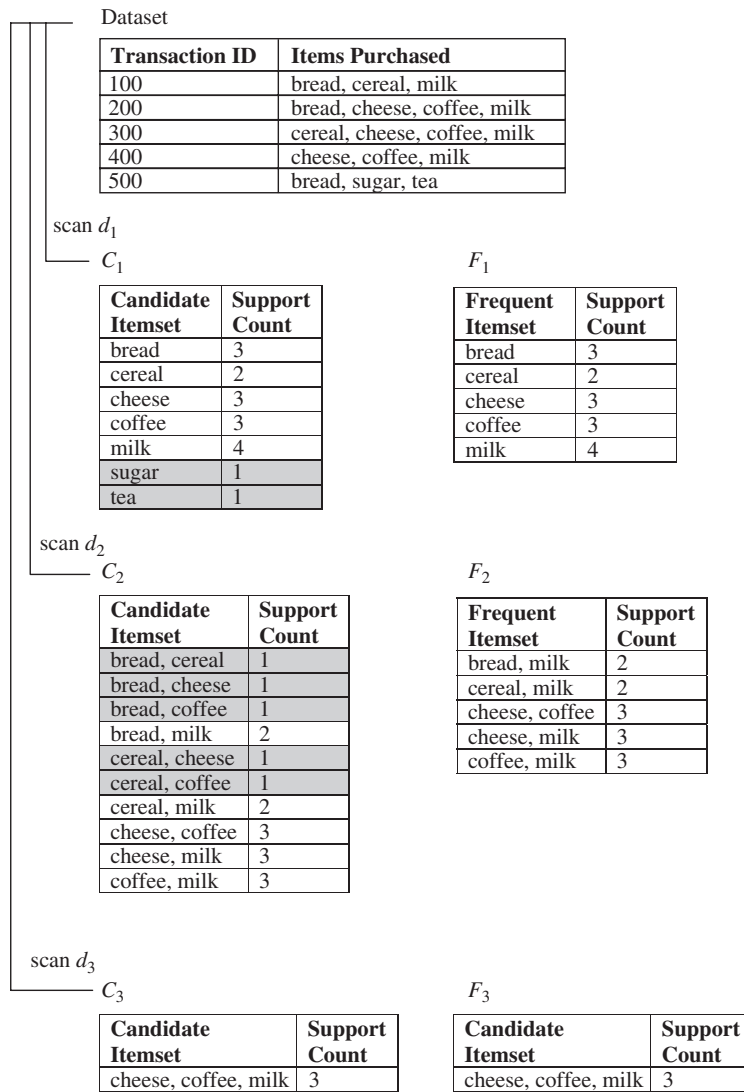 Dataset
Transaction ID Items Purchased
100 bread, cereal, milk
200 bread, cheese, coffee, milk
300 cereal, cheese, coffee, milk
400 cheese, coffee, milk
500 bread, sugar, tea
scan d1
C1
Candidate Support
Itemset Count
bread 3
cereal 2
cheese 3
coffee 3
milk 4
sugar 1
tea 1
F1
Frequent Support
Itemset Count
bread 3
cereal 2
cheese 3
coffee 3
milk 4
scan d2
C2
Candidate Support
Itemset Count
bread, cereal 1
bread, cheese 1
bread, coffee 1
bread, milk 2
cereal, cheese 1
cereal, coffee 1
cereal, milk 2
cheese, coffee 3
cheese, milk 3
coffee, milk 3
F2
Frequent Support
Itemset Count
bread, milk 2
cereal, milk 2
cheese, coffee 3
cheese, milk 3
coffee, milk 3
scan d3
C3
Candidate Support
Itemset Count
cheese, coffee, milk 3
F3
Candidate Support
Itemset Count
cheese, coffee, milk 3